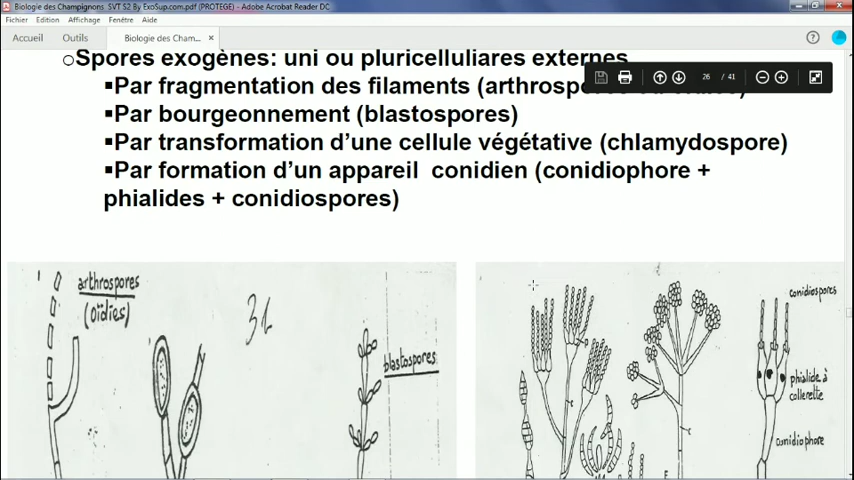 Biologie des Champignons SVT S2 By ExoSup.com.pdf (PROTEGE) - Adobe Acrobat Reader DC
Fichier Edition Affichage Fenêtre Aide
Accueil Outils Biologie des Cham... ×
26 / 41
Spores exogènes: uni ou pluricelluliares externes
Par fragmentation des filaments (arthrospores
Par bourgeonnement (blastospores)
Par transformation d'une cellule végétative (chlamydospore)
Par formation d'un appareil conidien (conidiophore +
phialides + conidiospores)
arthrospores
(oïdies)
31
blastospores
conidiospores
phialide à
collerette
conidiophore